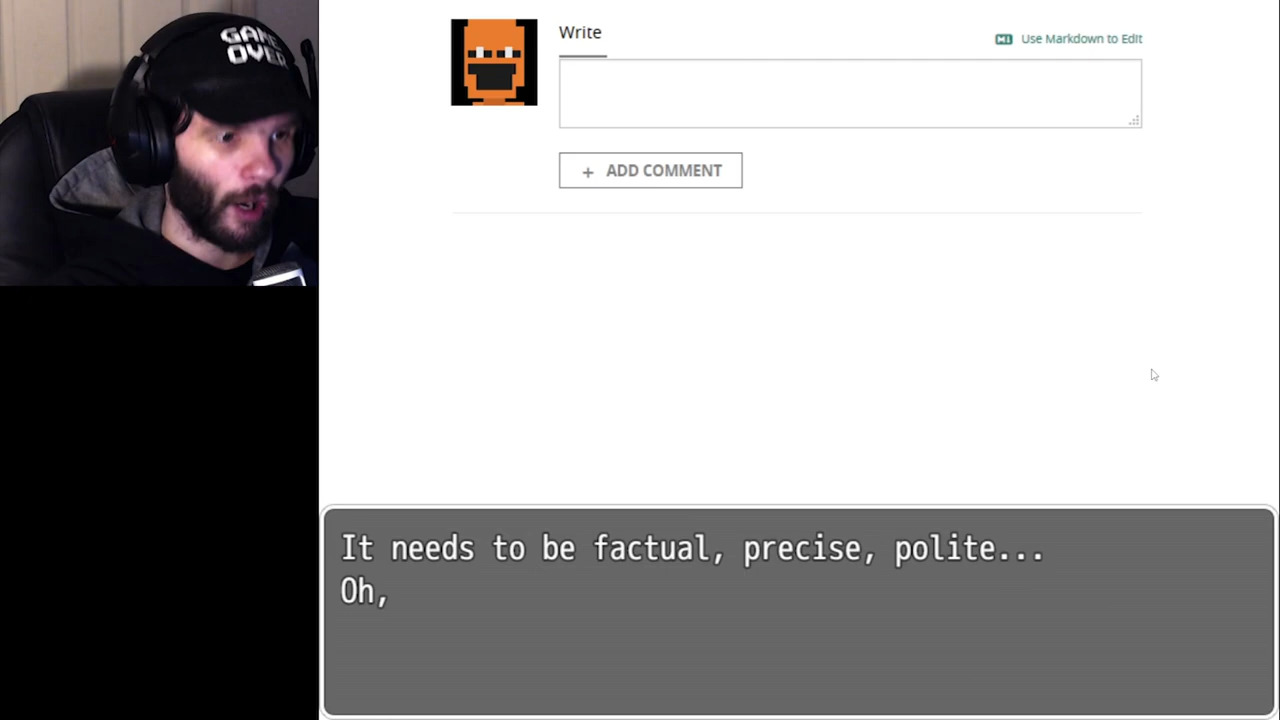 GAME
OVER
Write
Use Markdown to Edit
+ ADD COMMENT
It needs to be factual, precise, polite...
Oh,